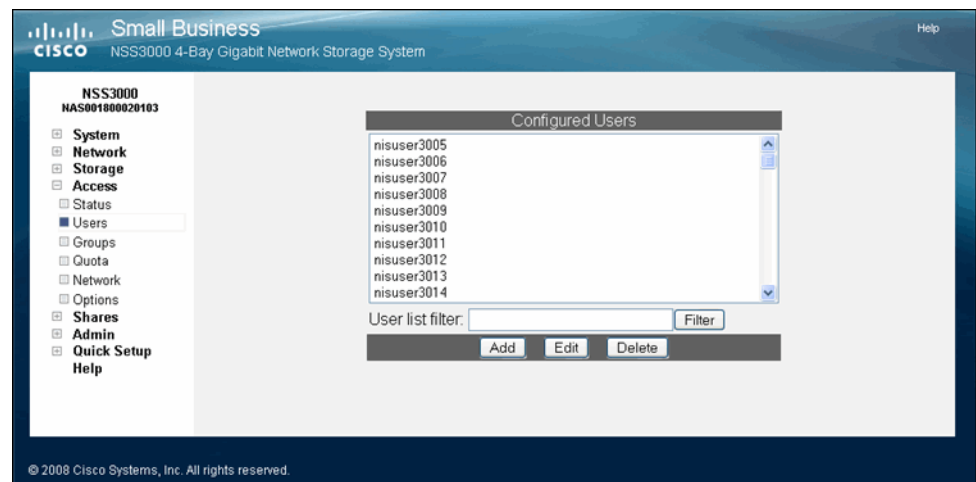 Small Business
Help
CISCO NSS3000 4-Bay Gigabit Network Storage System
NSS3000
NAS001800020103
System
Network
Storage
Access
Status
Users
Groups
Quota
Network
Options
Shares
Admin
Quick Setup
Help
Configured Users
nisuser3005
nisuser3006
nisuser3007
nisuser3008
nisuser3009
nisuser3010
nisuser3011
nisuser3012
nisuser3013
nisuser3014
User list filter: Filter
Add Edit Delete
© 2008 Cisco Systems, Inc. All rights reserved.